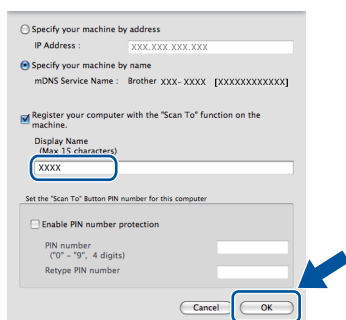 Specify your machine by address
IP Address : XXX.XXX.XXX.XXX
Specify your machine by name
mDNS Service Name : Brother XXX-XXXX [XXXXXXXXXXXX]
Register your computer with the "Scan To" function on the
machine.
Display Name
(Max 15 characters)
XXXX
Set the "Scan To" Button PIN number for this computer
Enable PIN number protection
PIN number
("0" - "9", 4 digits)
Retype PIN number
Cancel OK